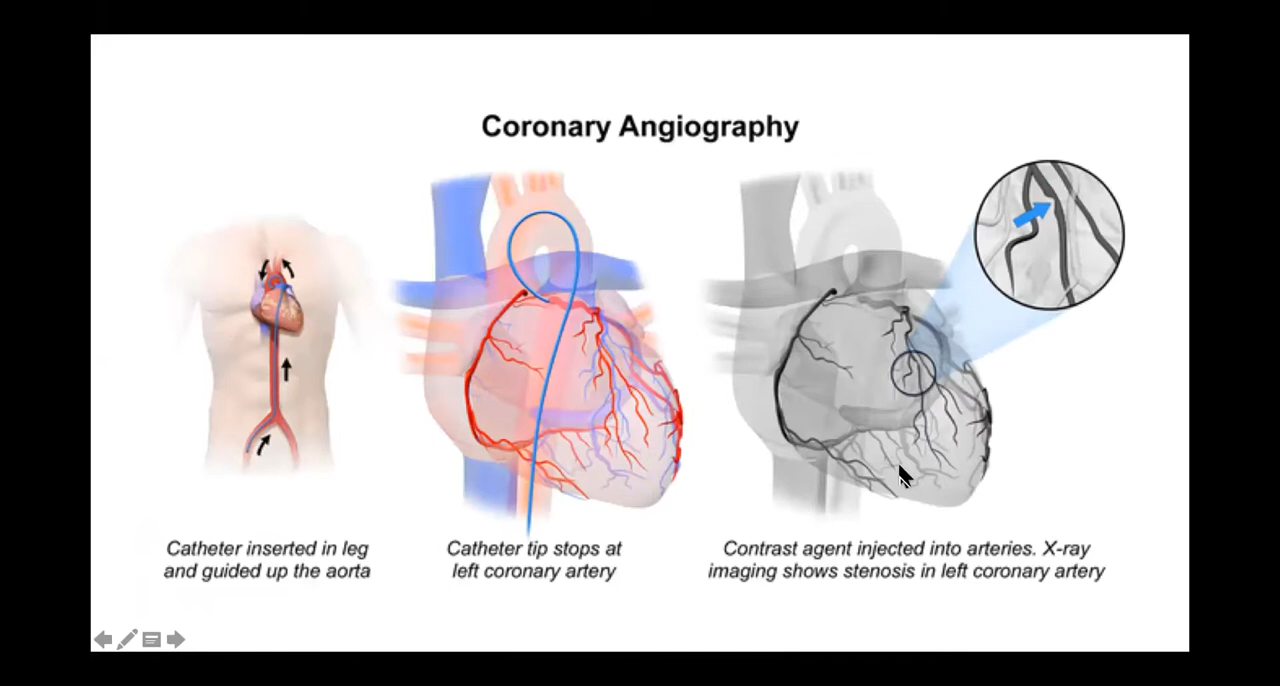 Coronary Angiography
Catheter inserted in leg
and guided up the aorta
Catheter tip stops at
left coronary artery
Contrast agent injected into arteries. X-ray
imaging shows stenosis in left coronary artery